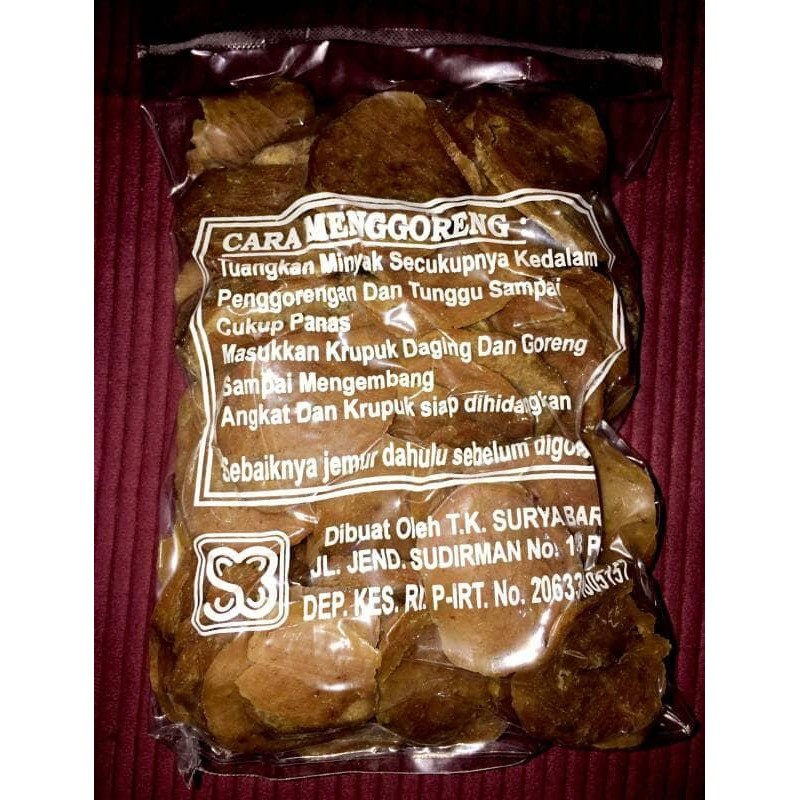 CARA MENGGORENG :
Tuangkan Minyak Secukupnya Kedalam
Penggorengan Dan Tunggu Sampai
Cukup Panas
Masukkan Krupuk Daging Dan Goreng
Sampai Mengembang
Angkat Dan Krupuk siap dihidangkan
Sebaiknya jemur dahulu sebelum
Dibuat Oleh T.K. SURYABAR
JL. JEND. SUDIRMAN No.
DEP. KES. RI. P-IRT. No.
S3